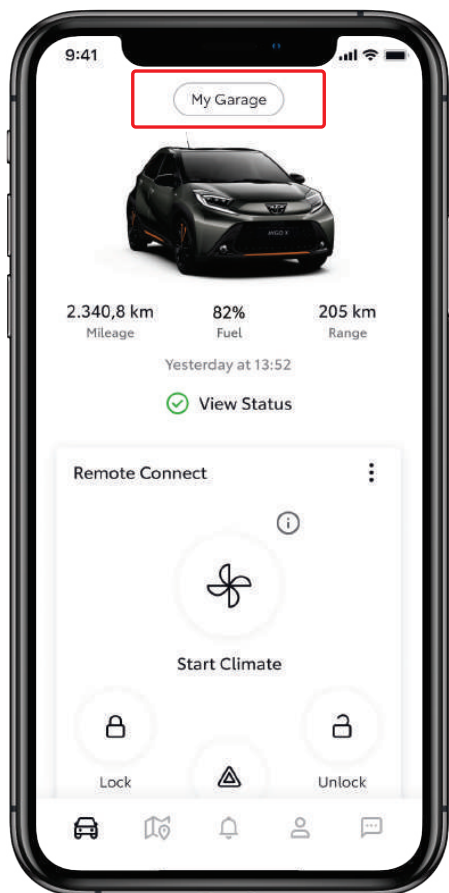 9:41
My Garage
AYGO X
2.340,8 km 82% 205 km
Mileage Fuel Range
Yesterday at 13:52
View Status
Remote Connect
Start Climate
Lock Unlock